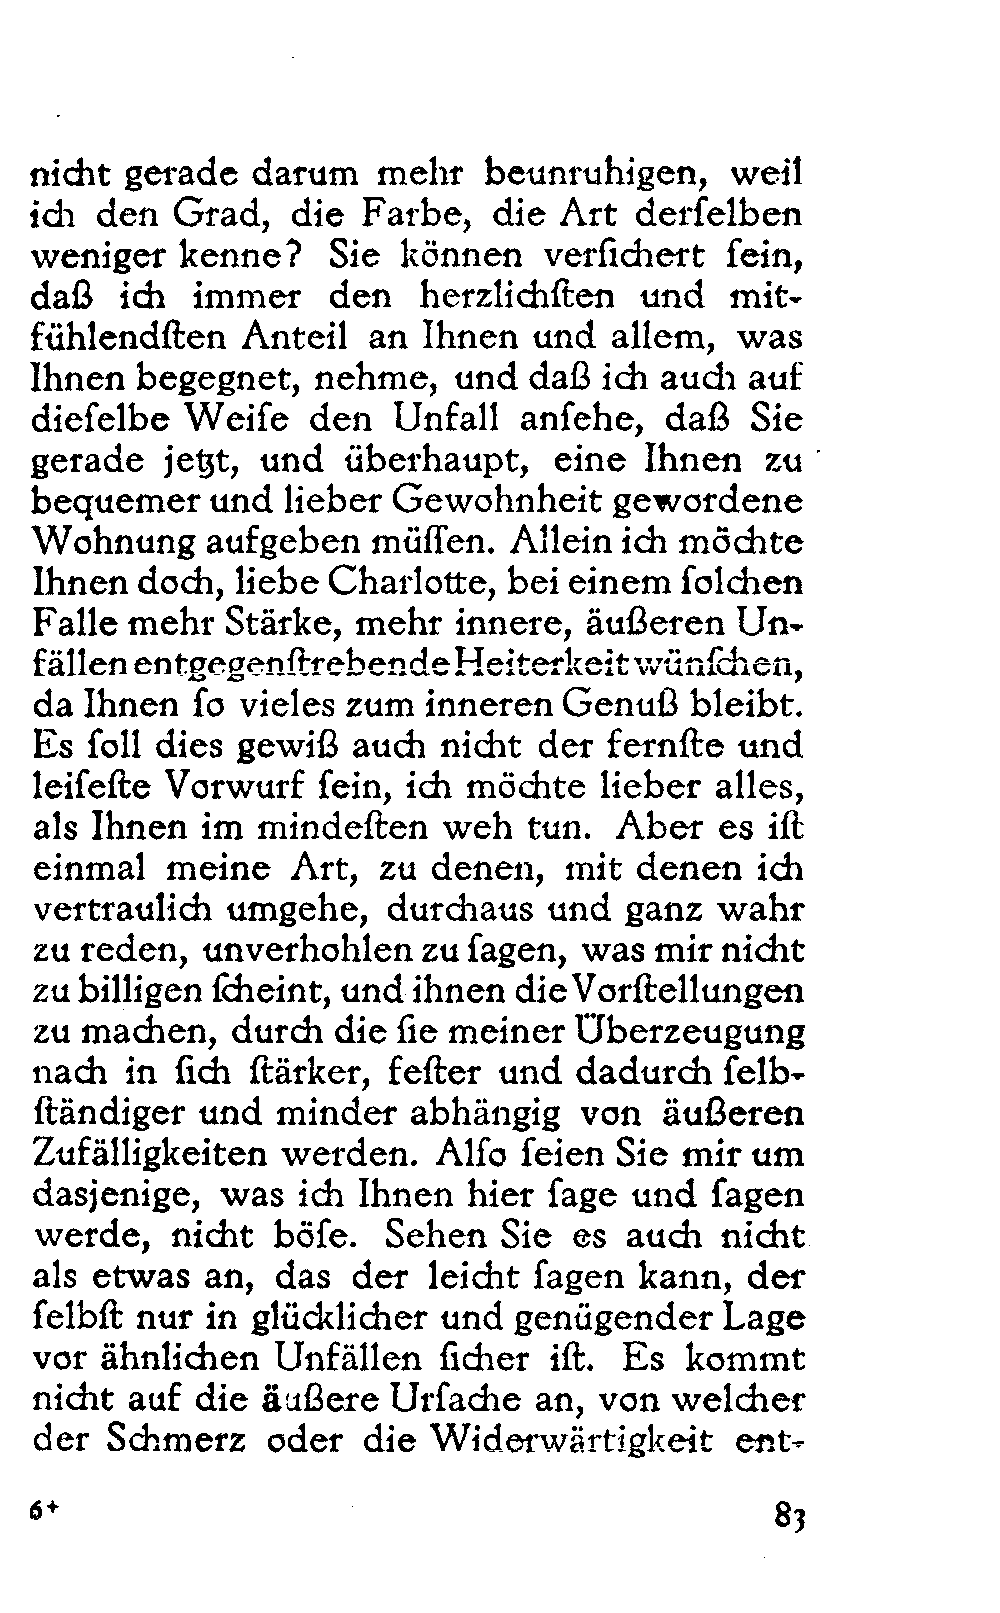 nicht gerade darum mehr beunruhigen, weil
ich den Grad, die Farbe, die Art derſelben
weniger kenne? Sie können verſichert ſein,
daß ich immer den herzlichſten und mit-
fühlendſten Anteil an Ihnen und allem, was
Ihnen begegnet, nehme, und daß ich auch auf
dieſelbe Weiſe den Unfall anſehe, daß Sie
gerade jetzt, und überhaupt, eine Ihnen zu
bequemer und lieber Gewohnheit gewordene
Wohnung aufgeben müſſen. Allein ich möchte
Ihnen doch, liebe Charlotte, bei einem ſolchen
Falle mehr Stärke, mehr innere, äußeren Un-
fällen entgegenſtrebende Heiterkeit wünſchen,
da Ihnen ſo vieles zum inneren Genuß bleibt.
Es ſoll dies gewiß auch nicht der fernſte und
leiſeſte Vorwurf ſein, ich möchte lieber alles,
als Ihnen im mindeſten weh tun. Aber es iſt
einmal meine Art, zu denen, mit denen ich
vertraulich umgehe, durchaus und ganz wahr
zu reden, unverhohlen zu ſagen, was mir nicht
zu billigen ſcheint, und ihnen die Vorſtellungen
zu machen, durch die ſie meiner Überzeugung
nach in ſich ſtärker, feſter und dadurch ſelb-
ſtändiger und minder abhängig von äußeren
Zufälligkeiten werden. Alſo ſeien Sie mir um
dasjenige, was ich Ihnen hier ſage und ſagen
werde, nicht böſe. Sehen Sie es auch nicht
als etwas an, das der leicht ſagen kann, der
ſelbſt nur in glücklicher und genügender Lage
vor ähnlichen Unfällen ſicher iſt. Es kommt
nicht auf die äußere Urſache an, von welcher
der Schmerz oder die Widerwärtigkeit ent-
6+ 83